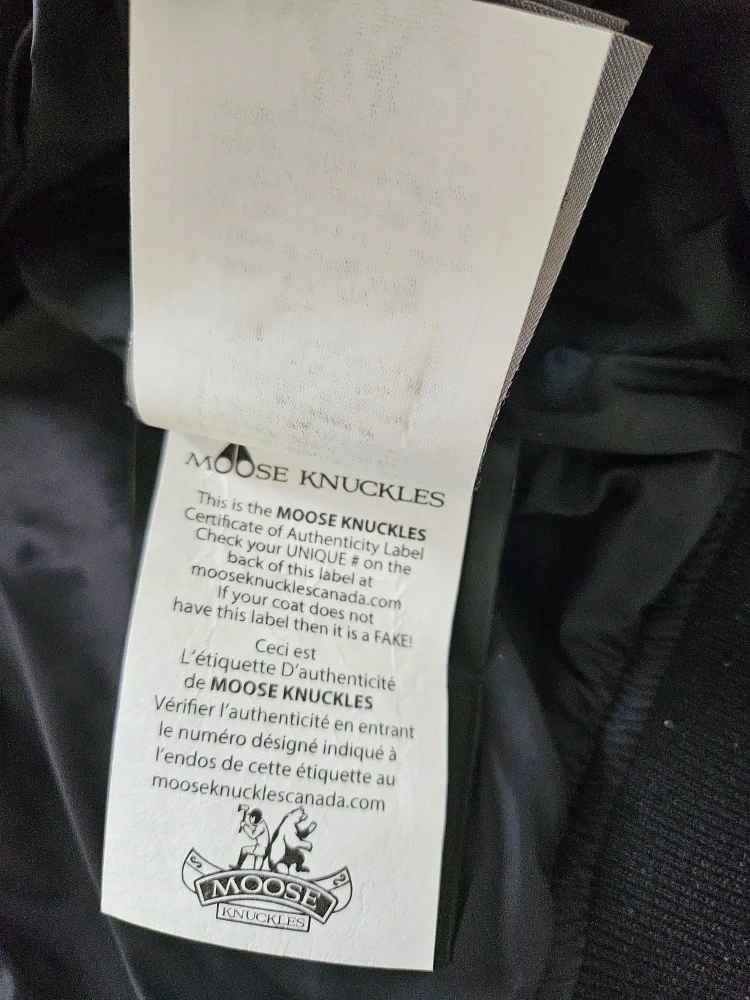 MOOSE KNUCKLES
This is the MOOSE KNUCKLES
Certificate of Authenticity Label
Check your UNIQUE # on the
back of this label at
mooseknucklescanada.com
If your coat does not
have this label then it is a FAKE!
Ceci est
L'étiquette D'authenticité
de MOOSE KNUCKLES
Vérifier l'authenticité en entrant
le numéro désigné indiqué à
l'endos de cette étiquette au
mooseknucklescanada.com
MOOSE
KNUCKLES